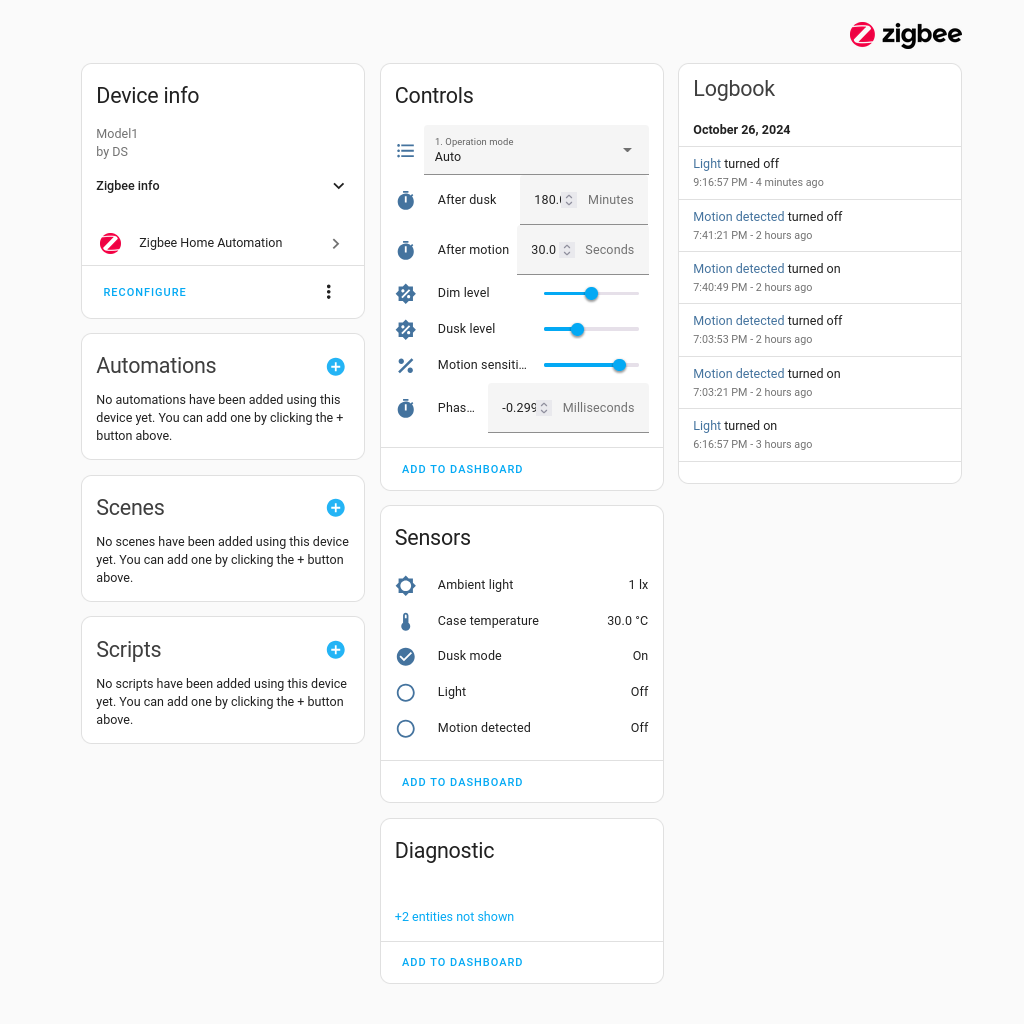 zigbee
Device info
Model1
by DS
Zigbee info
Zigbee Home Automation
RECONFIGURE
Automations
No automations have been added using this
device yet. You can add one by clicking the +
button above.
Scenes
No scenes have been added using this device
yet. You can add one by clicking the + button
above.
Scripts
No scripts have been added using this device
yet. You can add one by clicking the + button
above.
Controls
1. Operation mode
Auto
After dusk 180. Minutes
After motion 30.0 Seconds
Dim level
Dusk level
Motion sensiti...
Phas... -0.299 Milliseconds
ADD TO DASHBOARD
Sensors
Ambient light 1 lx
Case temperature 30.0 °C
Dusk mode On
Light Off
Motion detected Off
ADD TO DASHBOARD
Diagnostic
+2 entities not shown
ADD TO DASHBOARD
Logbook
October 26, 2024
Light turned off
9:16:57 PM - 4 minutes ago
Motion detected turned off
7:41:21 PM - 2 hours ago
Motion detected turned on
7:40:49 PM - 2 hours ago
Motion detected turned off
7:03:53 PM - 2 hours ago
Motion detected turned on
7:03:21 PM - 2 hours ago
Light turned on
6:16:57 PM - 3 hours ago